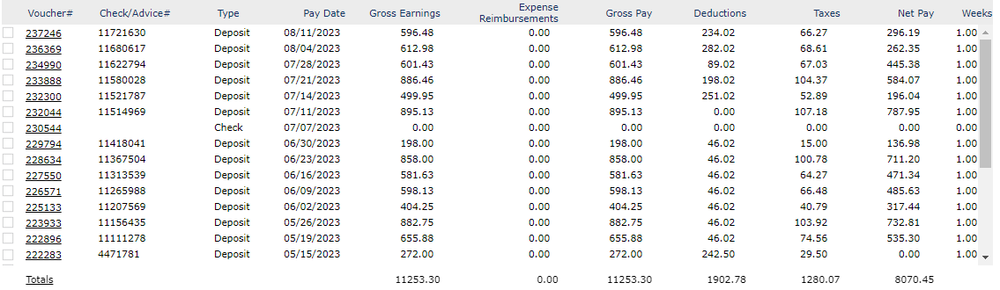 Voucher# Check/Advice# Type Pay Date Gross Earnings Expense Reimbursements Gross Pay Deductions Taxes Net Pay Weeks
237246 11721630 Deposit 08/11/2023 596.48 0.00 596.48 234.02 66.27 296.19 1.00
236369 11680617 Deposit 08/04/2023 612.98 0.00 612.98 282.02 68.61 262.35 1.00
234990 11622794 Deposit 07/28/2023 601.43 0.00 601.43 89.02 67.03 445.38 1.00
233888 11580028 Deposit 07/21/2023 886.46 0.00 886.46 198.02 104.37 584.07 1.00
232300 11521787 Deposit 07/14/2023 499.95 0.00 499.95 251.02 52.89 196.04 1.00
232044 11514969 Deposit 07/11/2023 895.13 0.00 895.13 0.00 107.18 787.95 1.00
230544 Check 07/07/2023 0.00 0.00 0.00 0.00 0.00 0.00 0.00
229794 11418041 Deposit 06/30/2023 198.00 0.00 198.00 46.02 15.00 136.98 1.00
228634 11367504 Deposit 06/23/2023 858.00 0.00 858.00 46.02 100.78 711.20 1.00
227550 11313539 Deposit 06/16/2023 581.63 0.00 581.63 46.02 64.27 471.34 1.00
226571 11265988 Deposit 06/09/2023 598.13 0.00 598.13 46.02 66.48 485.63 1.00
225133 11207569 Deposit 06/02/2023 404.25 0.00 404.25 46.02 40.79 317.44 1.00
223933 11156435 Deposit 05/26/2023 882.75 0.00 882.75 46.02 103.92 732.81 1.00
222896 11111278 Deposit 05/19/2023 655.88 0.00 655.88 46.02 74.56 535.30 1.00
222283 4471781 Deposit 05/15/2023 272.00 0.00 272.00 242.50 29.50 0.00 1.00
Totals 11253.30 0.00 11253.30 1902.78 1280.07 8070.45